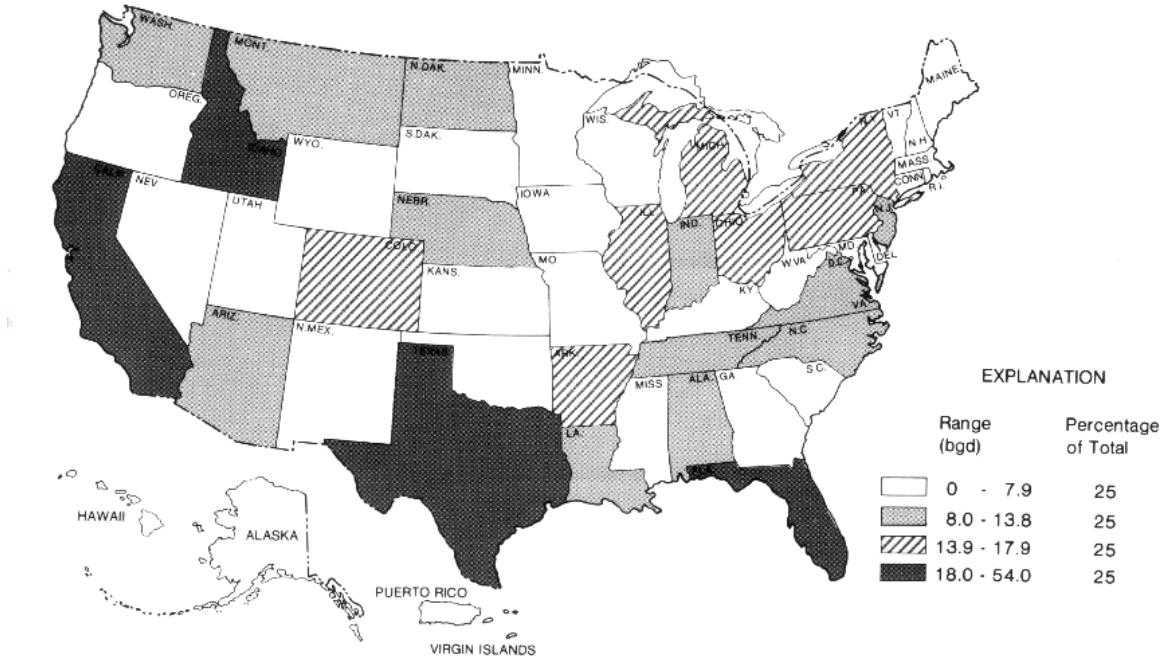 WASH.
MONT.
N.DAK.
MINN.
MAINE
OREG.
IDAHO
WYO.
S.DAK.
WIS.
MICH.
N.Y.
VT.
N H
MASS.
CONN
R.I.
CALIF.
NEV
UTAH
COLO.
NEBR.
IOWA
ILL.
IND.
OHIO
PA.
N.J.
KANS.
MO
KY
W.VA
MD
D.C.
DEL
VA.
ARIZ.
N.MEX.
TEXAS
ARK.
TENN
N.C
S.C.
LA.
MISS
ALA.
GA
FLA.
HAWAII
ALASKA
PUERTO RICO
VIRGIN ISLANDS
EXPLANATION
Range Percentage
(bgd) of Total
0 - 7.9 25
8.0 - 13.8 25
13.9 - 17.9 25
18.0 - 54.0 25